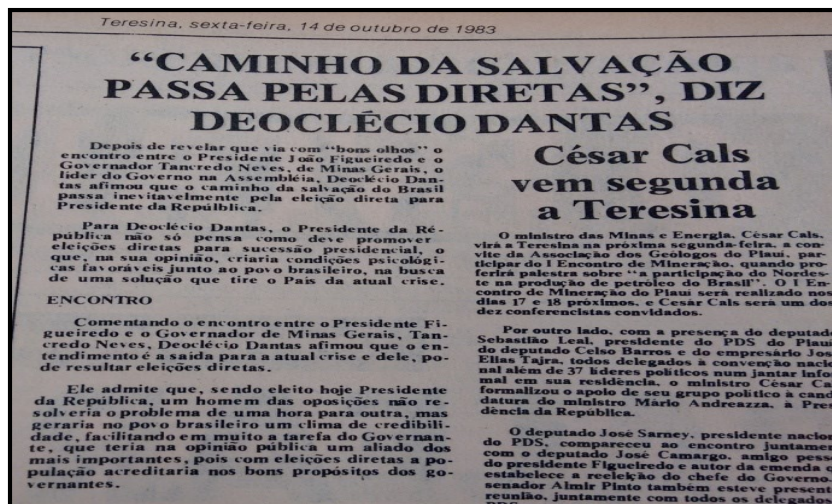 Teresina, sexta-feira, 14 de outubro de 1983
"CAMINHO DA SALVAÇÃO
PASSA PELAS DIRETAS", DIZ
DEOCLÉCIO DANTAS
Depois de revelar que via com "bons olhos" o
encontro entre o Presidente João Figueiredo e o
Governador Tancredo Neves, de Minas Gerais, o
líder do Governo na Assembléia, Deoclécio Dan-
tas afimou que o caminho da salvação do Brasil
passa inevitavelmente pela eleição direta para
Presidente da Repúlblica.
Para Deoclécio Dantas, o Presidente da Ré-
pública não só pensa como deve promover
eleições diretas para sucessão presidencial, o
que, na sua opinião, criaria condições psicológi-
cas favoráveis junto ao povo brasileiro, na busca
de uma solução que tire o País da atual crise.
ENCONTRO
Comentando o encontro entre o Presidente Fi-
gueiredo e o Governador de Minas Gerais, Tan-
credo Neves, Deoclécio Dantas afirmou que o en-
tendimento é a saída para a atual crise e dele, po-
de resultar eleições diretas.
Ele admite que, sendo eleito hoje Presidente
da República, um homem das oposições não re-
solveria o problema de uma hora para outra, mas
geraria no povo brasileiro um clima de credibili-
dade, facilitando em muito a tarefa do Governan-
te, que teria na opinião pública um aliado dos
mais importantes, pois com eleições diretas a po-
pulação acreditaria nos bons propósitos dos go-
vernantes.
César Cals
vem segunda
a Teresina
O ministro das Minas e Energia, César Cals,
virá a Teresina na próxima segunda-feira, a con-
vite da Associação dos Geólogos do Piauí, par-
ticipar do I Encontro de Mineração, quando pro-
ferirá palestra sobre "a participação do Nordes-
te na produção de petróleo do Brasil". O I En-
contro de Mineração do Piauí será realizado nos
dias 17 e 18 próximos, e César Cals será um dos
dez conferencistas convidados.
Por outro lado, com a presença do deputado
Sebastião Leal, presidente do PDS do Piauí
do deputado Celso Barros e do empresário Jos
Elias Tajra, todos delegados à convenção nacio
nal além de 37 líderes políticos num jantar info
mal em sua residência, o ministro César Ca
formalizou o apoio de seu grupo político à cand
datura do ministro Mário Andreazza, à Pres
dência da República.
O deputado José Sarney, presidente nacion
do PDS, compareceu ao encontro juntame
com o deputado José Camargo, amigo pess
do presidente Figueiredo e autor da emenda q
estabelece a reeleição do chefe do Governo
senador Almir Pinto também esteve present
reunião, juntamente com todos os delegados